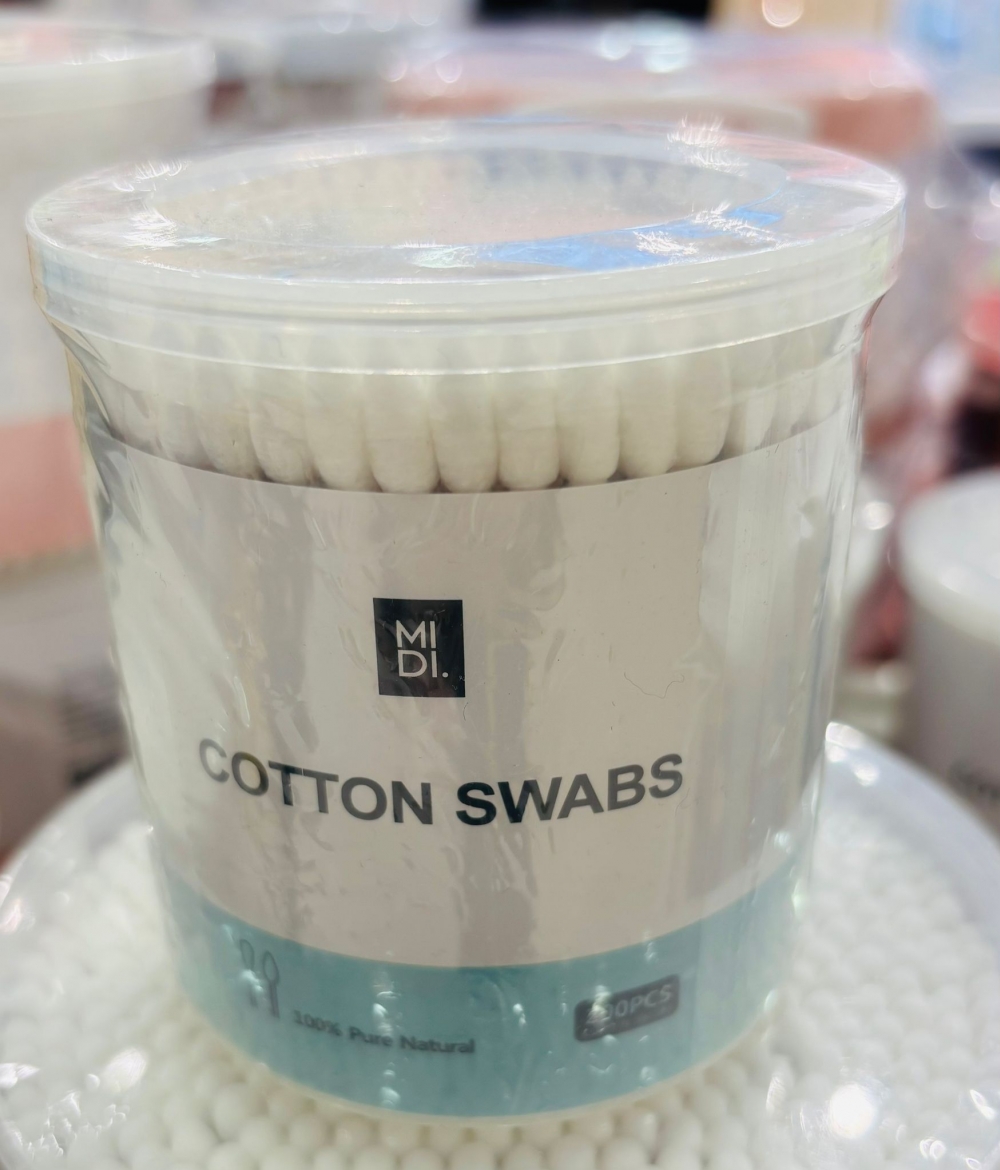 MI
DI.
COTTON SWABS
100% Pure Natural